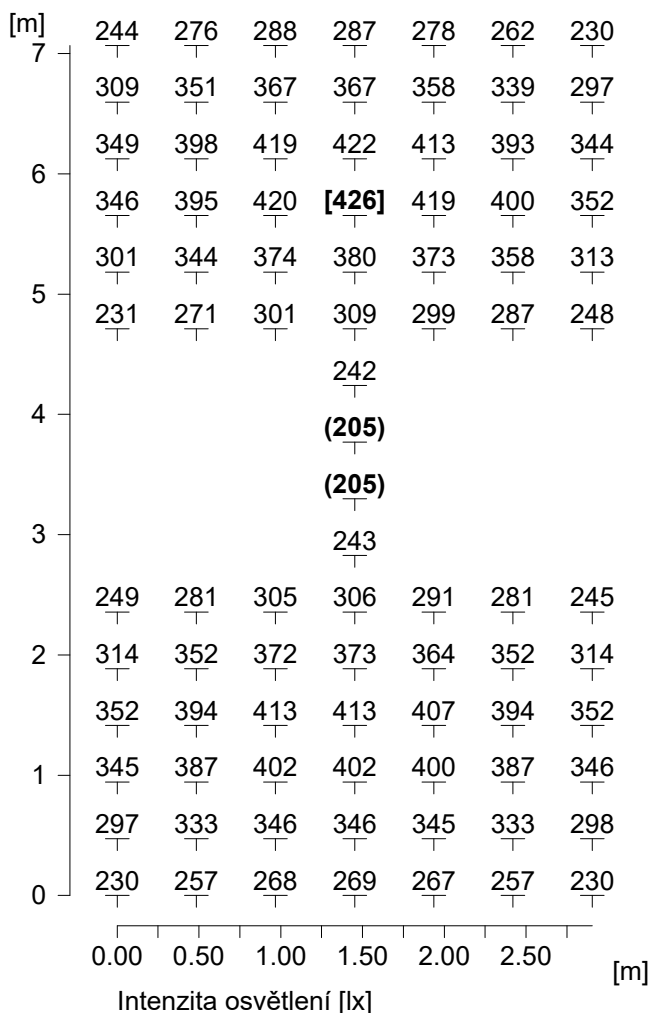 [m]
244 276 288 287 278 262 230
7
309 351 367 367 358 339 297
349 398 419 422 413 393 344
6
346 395 420 [426] 419 400 352
301 344 374 380 373 358 313
5
231 271 301 309 299 287 248
242
4
(205)
(205)
3
243
249 281 305 306 291 281 245
2
314 352 372 373 364 352 314
352 394 413 413 407 394 352
1
345 387 402 402 400 387 346
297 333 346 346 345 333 298
230 257 268 269 267 257 230
0
0.00 0.50 1.00 1.50 2.00 2.50
[m]
Intenzita osvětlení [lx]